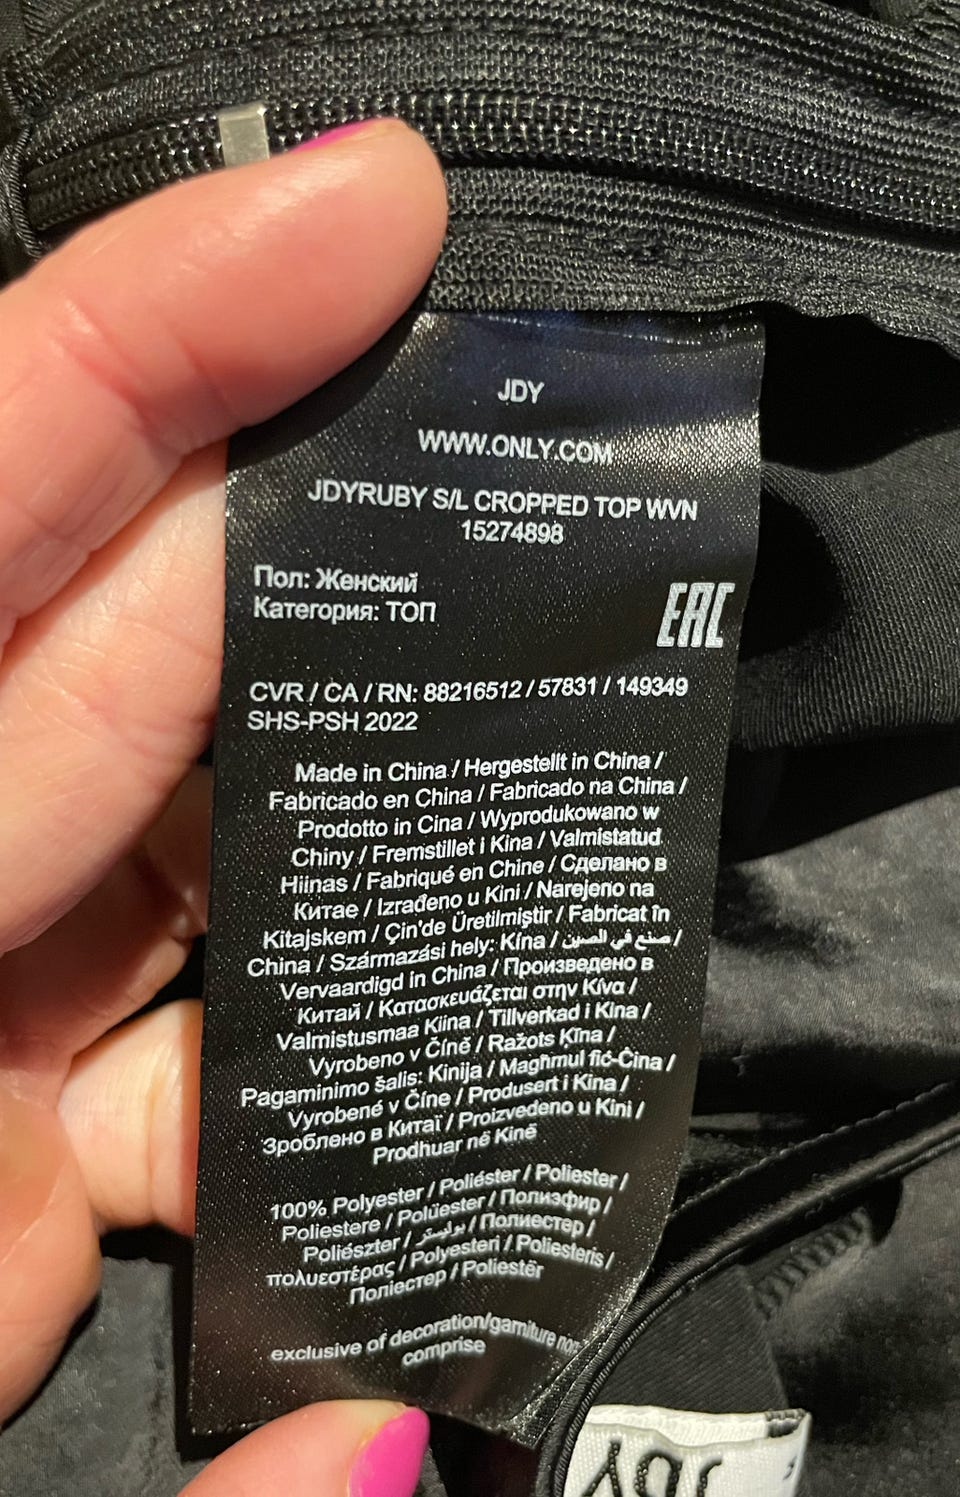 JDY
WWW.ONLY.COM
JDYRUBY S/L CROPPED TOP WVN
15274898
Пол: Женский
Категория: ТОП
EAC
CVR / CA / RN: 88216512 / 57831 / 149349
SHS-PSH 2022
Made in China / Hergestellt in China /
Fabricado en China / Fabricado na China /
Prodotto in Cina / Wyprodukowano w
Chiny / Fremstillet i Kina / Valmistatud
Hiinas / Fabriqué en Chine / Сделано в
Китае / Izrađeno u Kini / Narejeno na
Kitajskem / Çin'de Üretilmiştir / Fabricat în
China / Származási hely: Kína / صنع في الصين /
Vervaardigd in China / Произведено в
Китай / Κατασκευάζεται στην Κίνα /
Valmistusmaa Kiina / Tillverkad i Kina /
Vyrobeno v Číně / Ražots Ķīna /
Pagaminimo šalis: Kinija / Magħmul fiċ-Ċina /
Vyrobené v Číne / Produsert i Kina /
Зроблено в Китаї / Proizvedeno u Kini /
Prodhuar në Kinë
100% Polyester / Poliéster / Poliester /
Poliestere / Polüester / Полиэфир /
Poliészter / بوليستر / Полиестер /
πολυεστέρας / Polyesteri / Poliesteris /
Поліестер / Poliestër
exclusive of decoration/garniture non
comprise
JDY